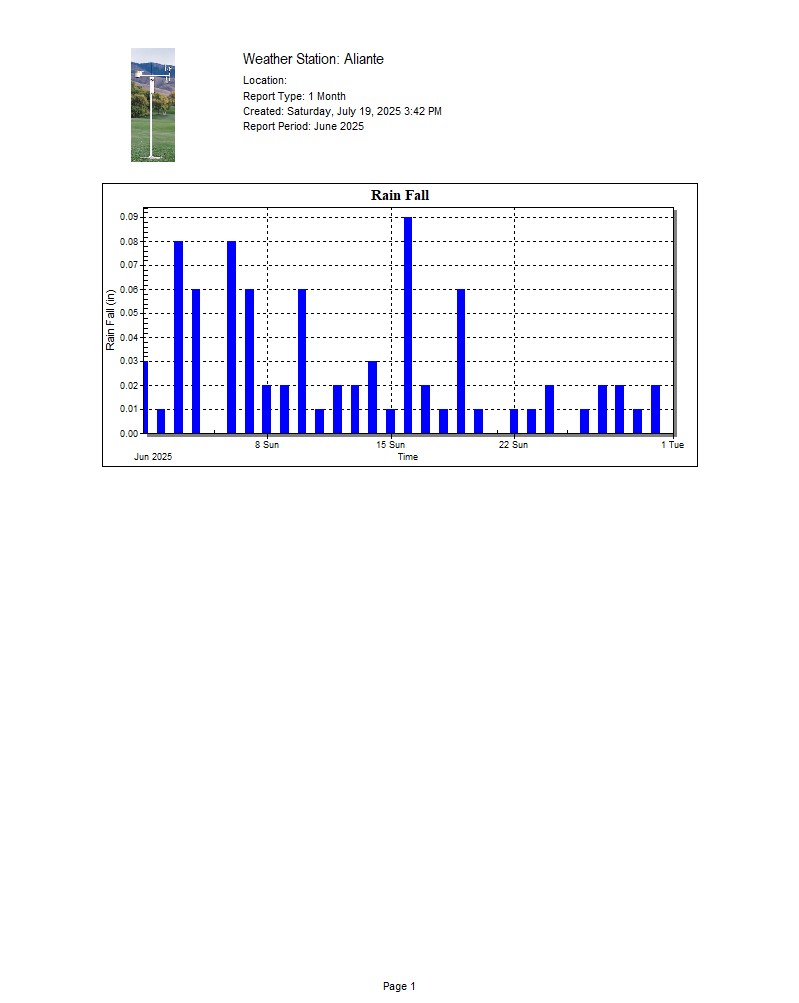 Weather Station: Aliante
Location:
Report Type: 1 Month
Created: Saturday, July 19, 2025 3:42 PM
Report Period: June 2025
Rain Fall
Rain Fall (in)
0.09
0.08
0.07
0.06
0.05
0.04
0.03
0.02
0.01
0.00
8 Sun
15 Sun
22 Sun
1 Tue
Jun 2025
Time
Page 1